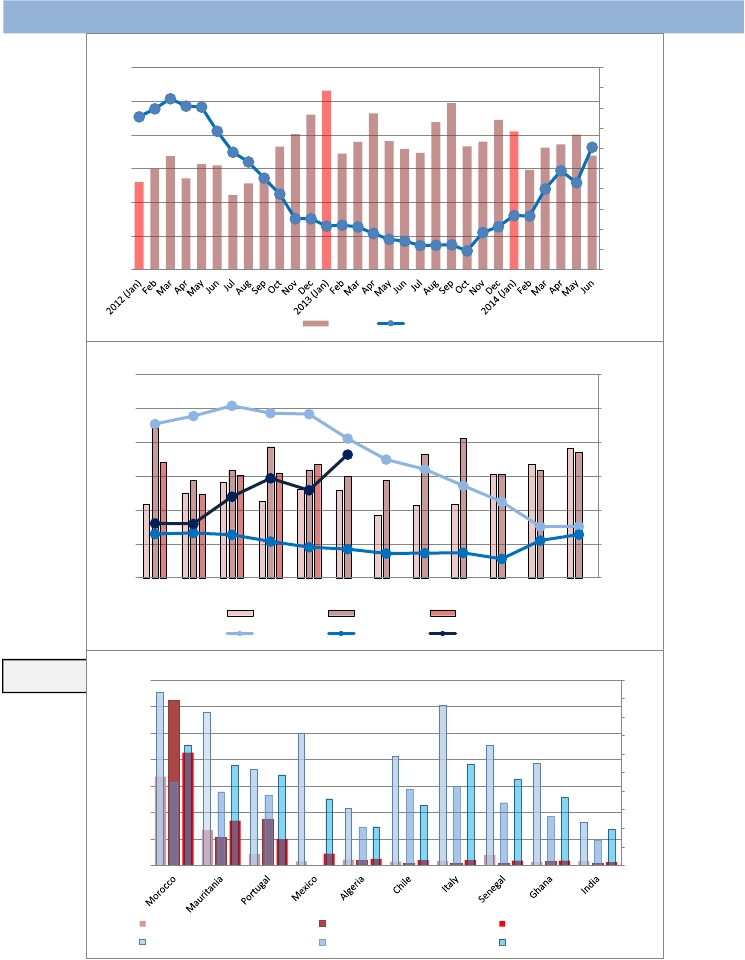 2012 (Jan) Feb Mar Apr May Jun Jul Aug Sep Oct Nov Dec 2013 (Jan) Feb Mar Apr May Jun Jul Aug Sep Oct Nov Dec 2014 (Jan) Feb Mar Apr May Jun
Morocco Mauritania Portugal Mexico Algeria Chile Italy Senegal Ghana India